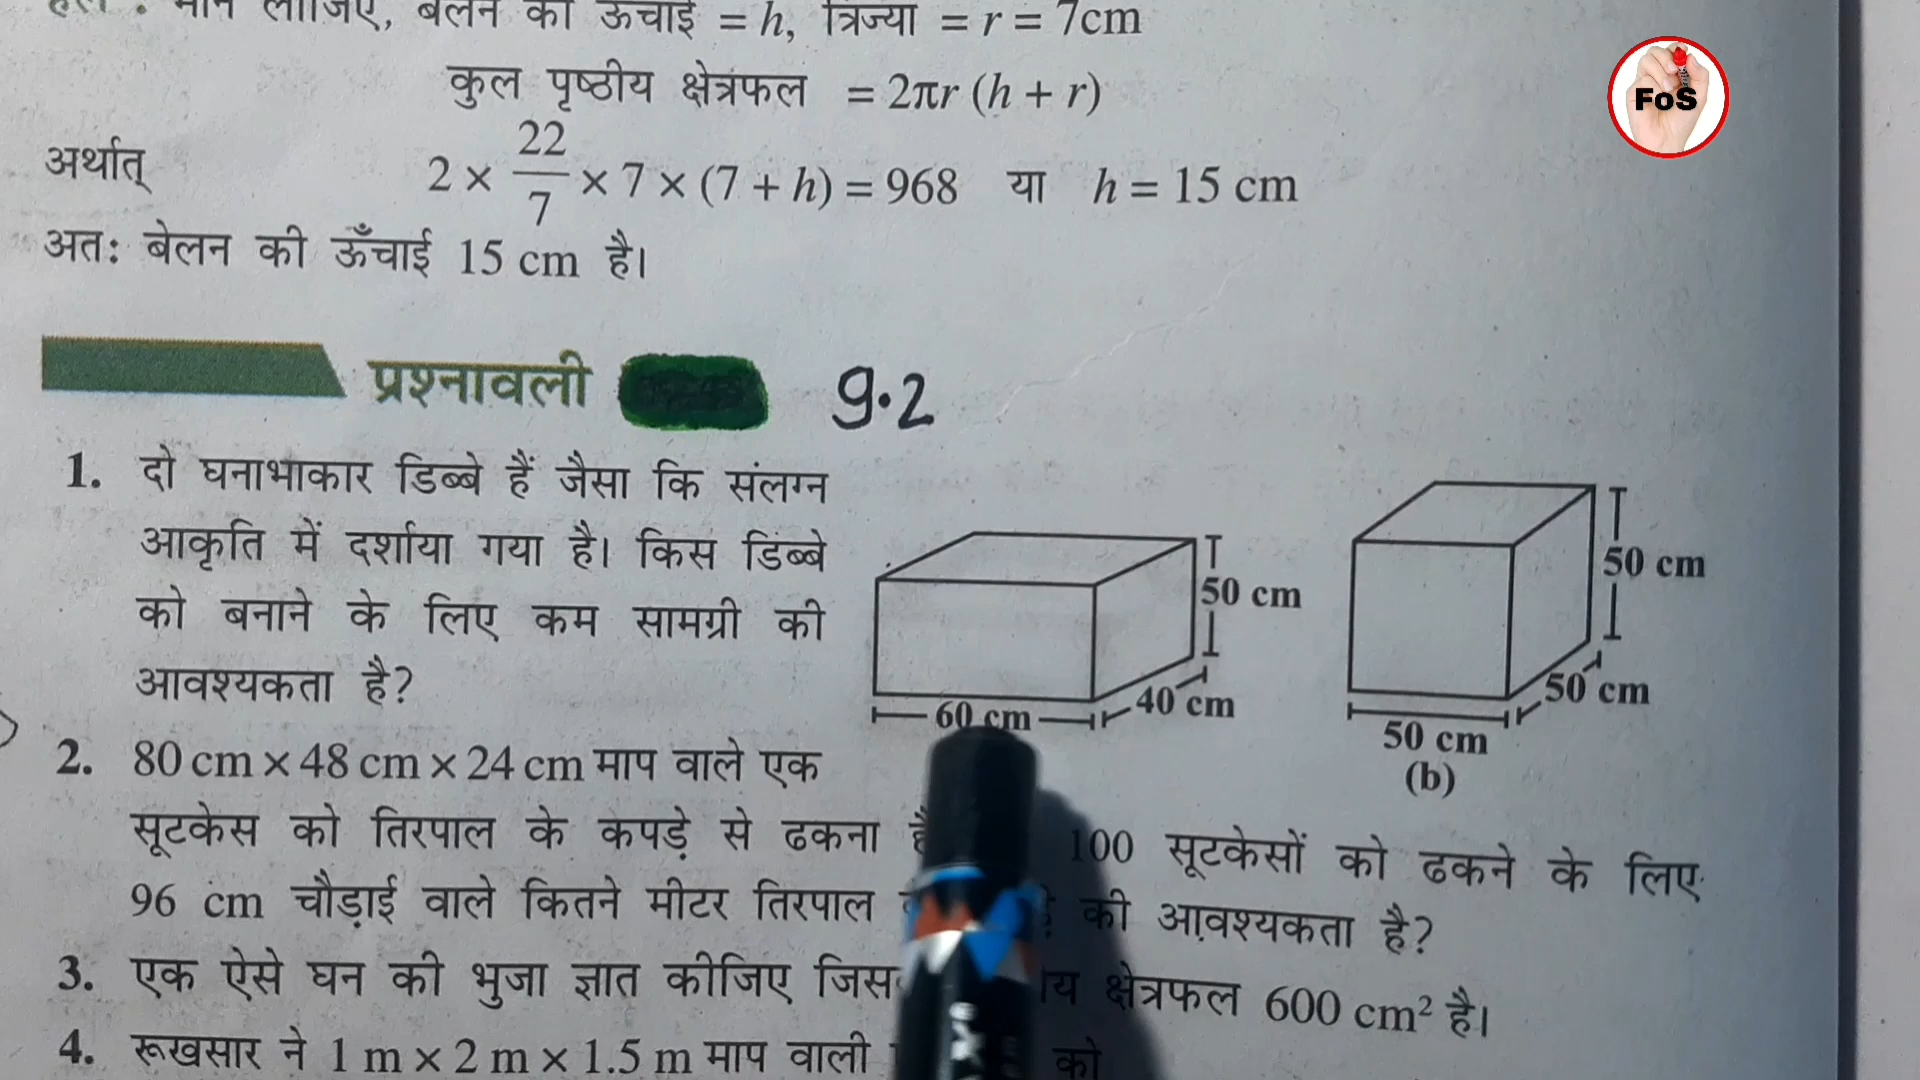 मान लीजिए, बेलन की ऊँचाई = h, त्रिज्या = r = 7cm
कुल पृष्ठीय क्षेत्रफल = 2πr (h + r)
अर्थात् 2 × 22/7 × 7 × (7 + h) = 968 या h = 15 cm
अतः बेलन की ऊँचाई 15 cm है।
FoS
प्रश्नावली 9.2
1. दो घनाभाकार डिब्बे हैं जैसा कि संलग्न
आकृति में दर्शाया गया है। किस डिब्बे
को बनाने के लिए कम सामग्री की
आवश्यकता है?
50 cm
40 cm
60 cm
50 cm
50 cm
50 cm
(b)
2. 80 cm × 48 cm × 24 cm माप वाले एक
सूटकेस को तिरपाल के कपड़े से ढकना 100 सूटकेसों को ढकने के लिए
96 cm चौड़ाई वाले कितने मीटर तिरपाल की आवश्यकता है?
3. एक ऐसे घन की भुजा ज्ञात कीजिए क्षेत्रफल 600 cm² है।
4. रूखसार ने 1 m × 2 m × 1.5 m माप वाली को